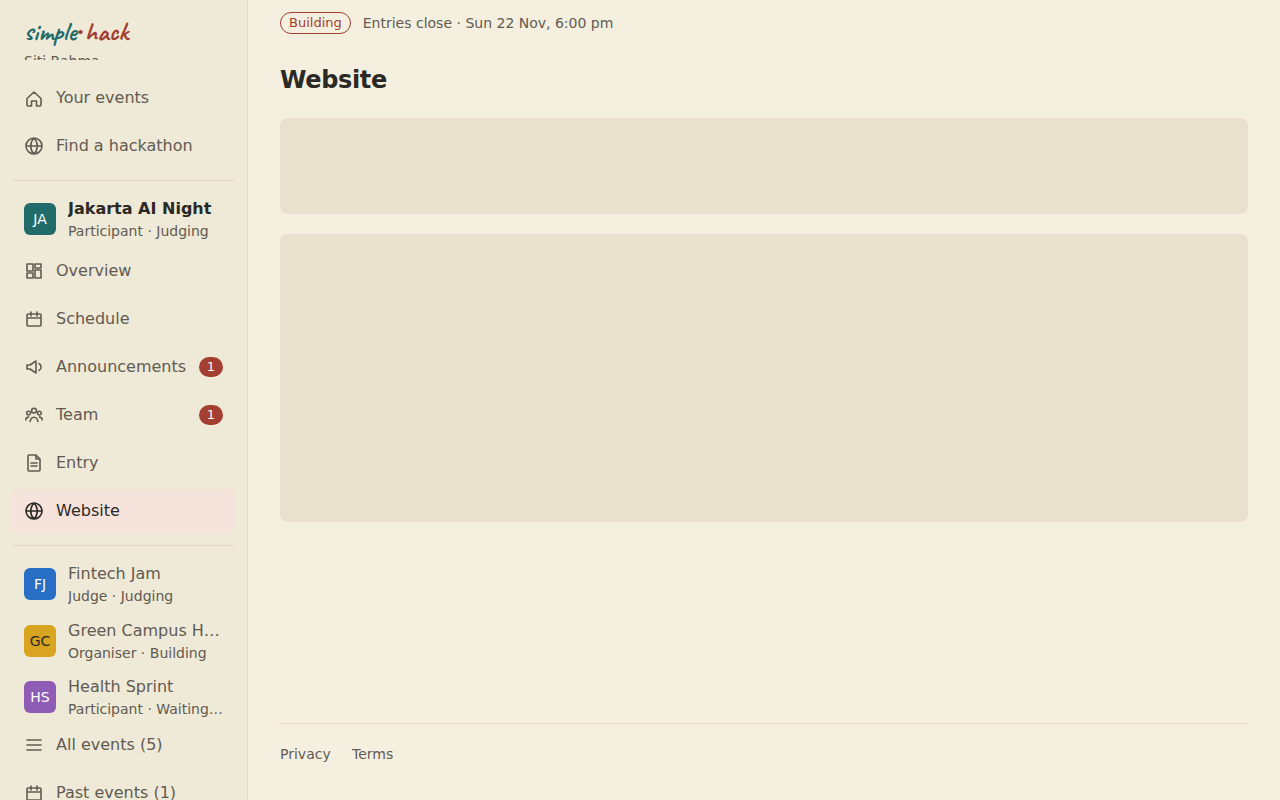 simple·hack
Siti Rahma
Your events
Find a hackathon
JA
Jakarta AI Night
Participant · Judging
Overview
Schedule
Announcements 1
Team 1
Entry
Website
FJ
Fintech Jam
Judge · Judging
GC
Green Campus H…
Organiser · Building
HS
Health Sprint
Participant · Waiting…
All events (5)
Past events (1)
Building Entries close · Sun 22 Nov, 6:00 pm
Website
Privacy Terms